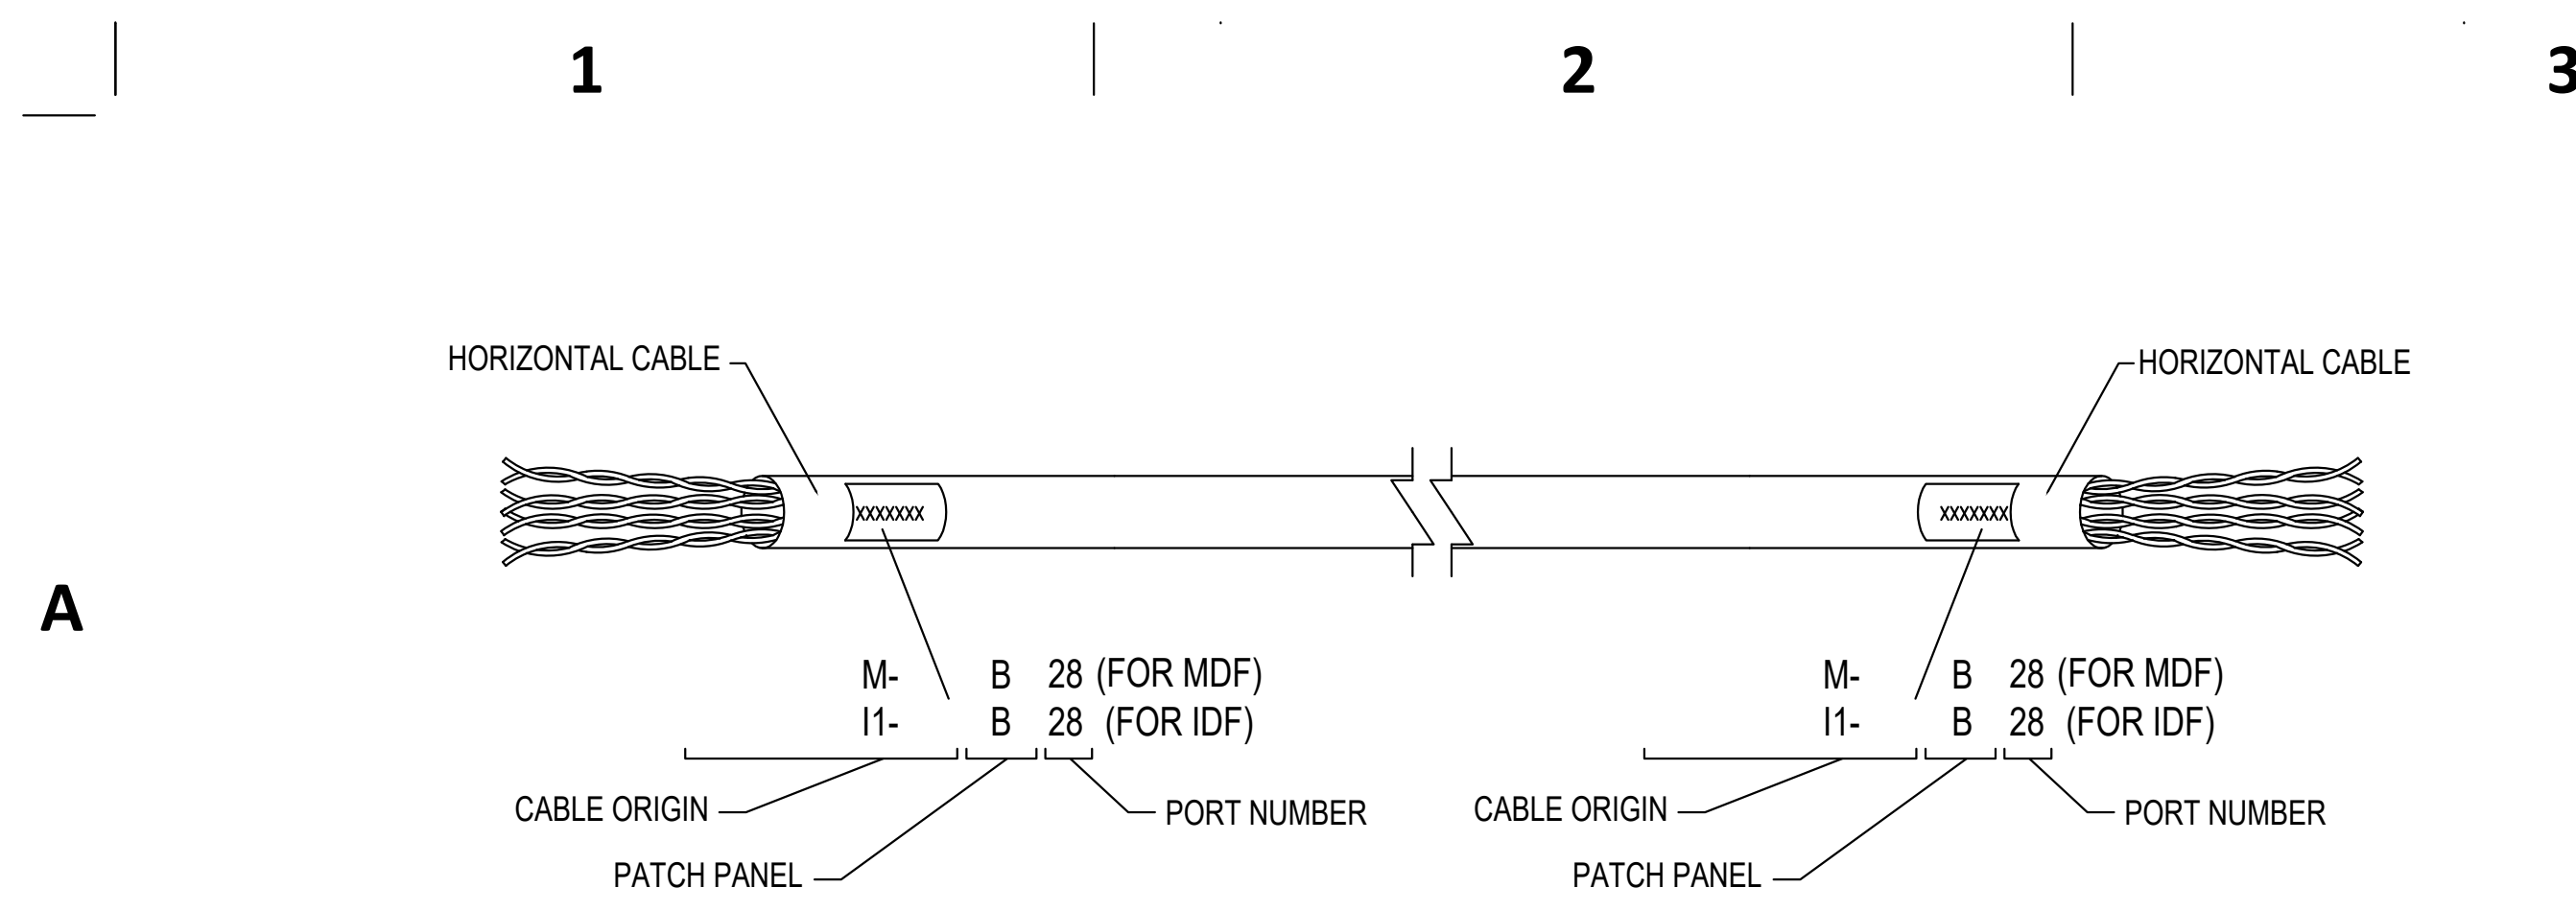 1 2 3
HORIZONTAL CABLE HORIZONTAL CABLE
XXXXXXX XXXXXXX
A
M- B 28 (FOR MDF) M- B 28 (FOR MDF)
I1- B 28 (FOR IDF) I1- B 28 (FOR IDF)
CABLE ORIGIN PORT NUMBER CABLE ORIGIN PORT NUMBER
PATCH PANEL PATCH PANEL